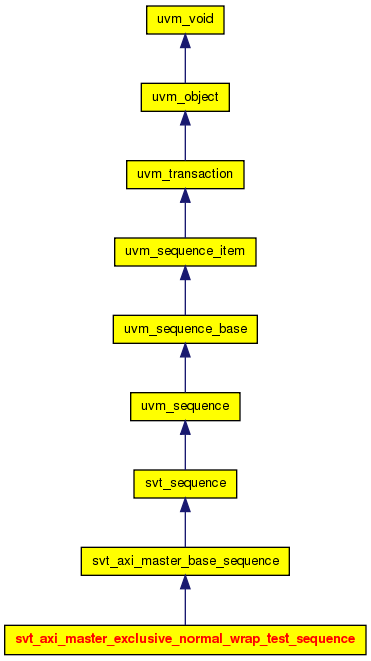 uvm_void
uvm_object
uvm_transaction
uvm_sequence_item
uvm_sequence_base
uvm_sequence
svt_sequence
svt_axi_master_base_sequence
svt_axi_master_exclusive_normal_wrap_test_sequence